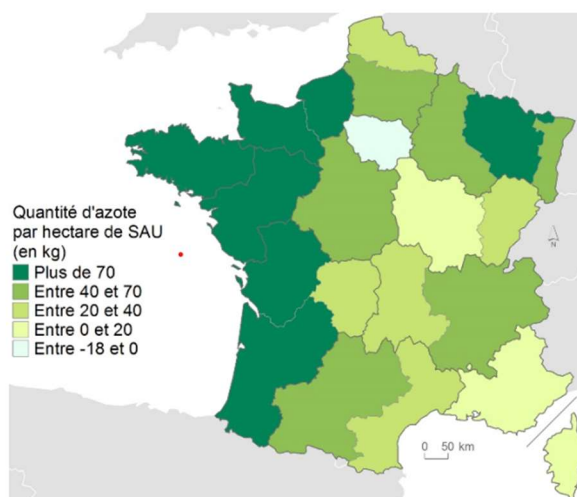 Quantité d'azote
par hectare de SAU
(en kg)
Plus de 70
Entre 40 et 70
Entre 20 et 40
Entre 0 et 20
Entre -18 et 0
N
0 50 km